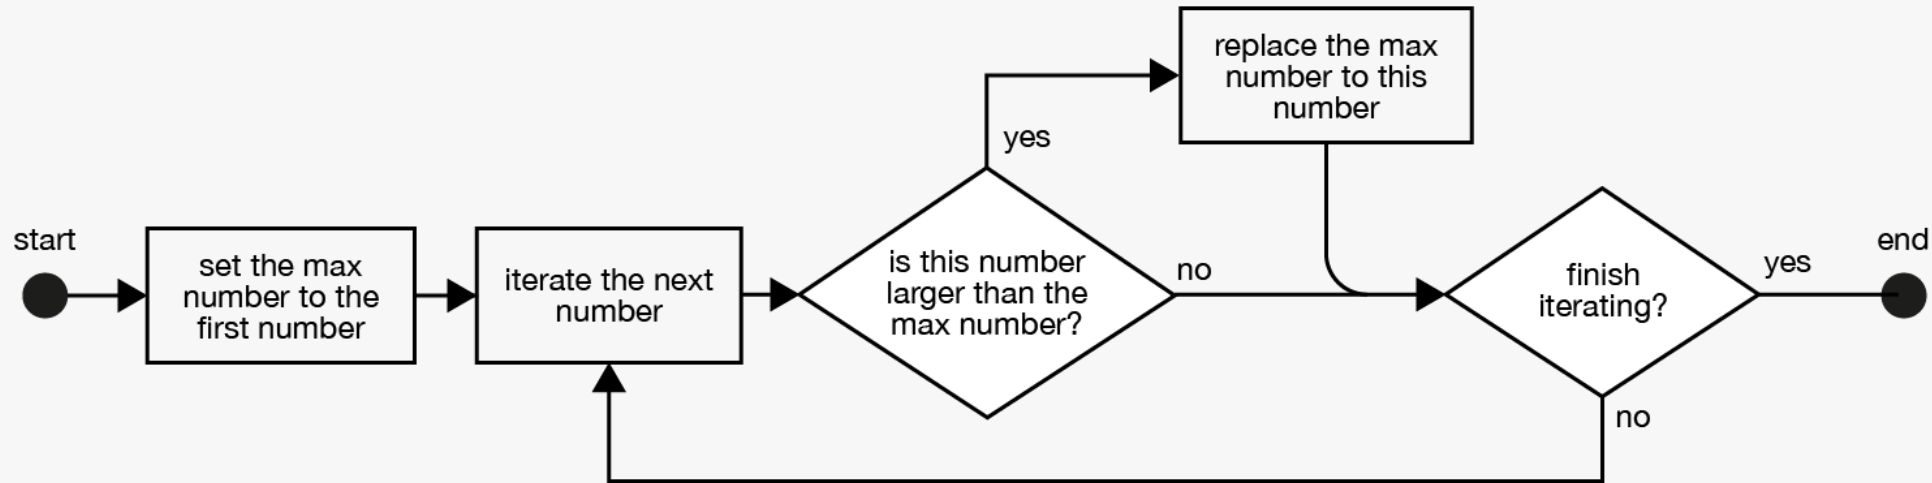 start
set the max
number to the
first number
iterate the next
number
is this number
larger than the
max number?
yes
replace the max
number to this
number
no
finish
iterating?
yes
end
no